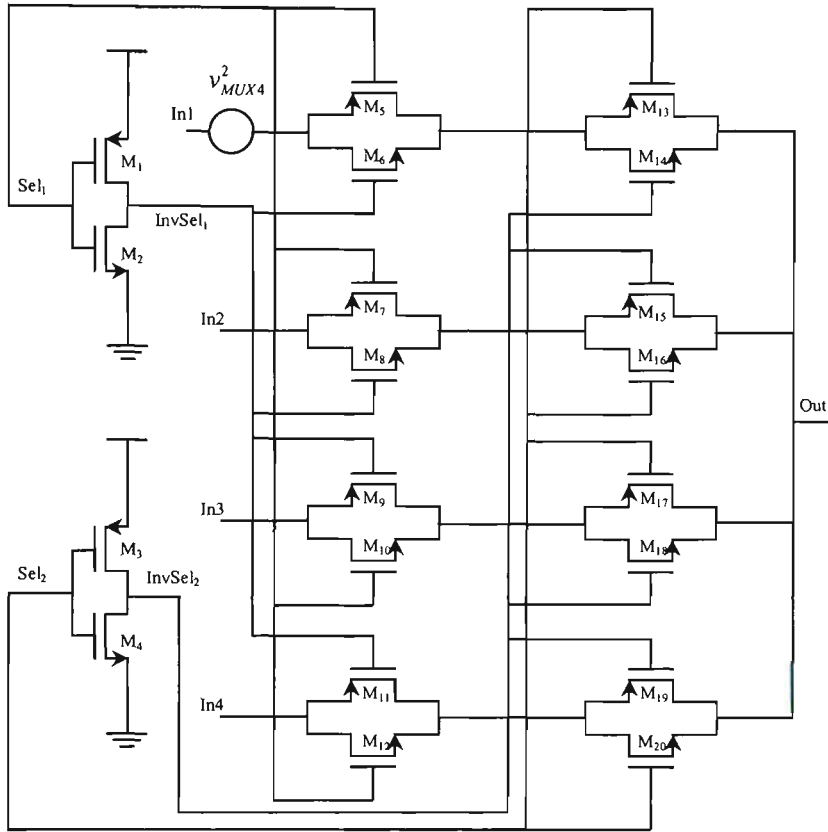 v²_MUX4
In1
M₅
M₁₃
M₁
M₆
M₁₄
Sel₁
InvSel₁
M₂
M₇
M₁₅
In2
M₈
M₁₆
Out
M₉
M₁₇
In3
M₃
M₁₀
M₁₈
Sel₂
InvSel₂
M₄
M₁₁
M₁₉
In4
M₁₂
M₂₀